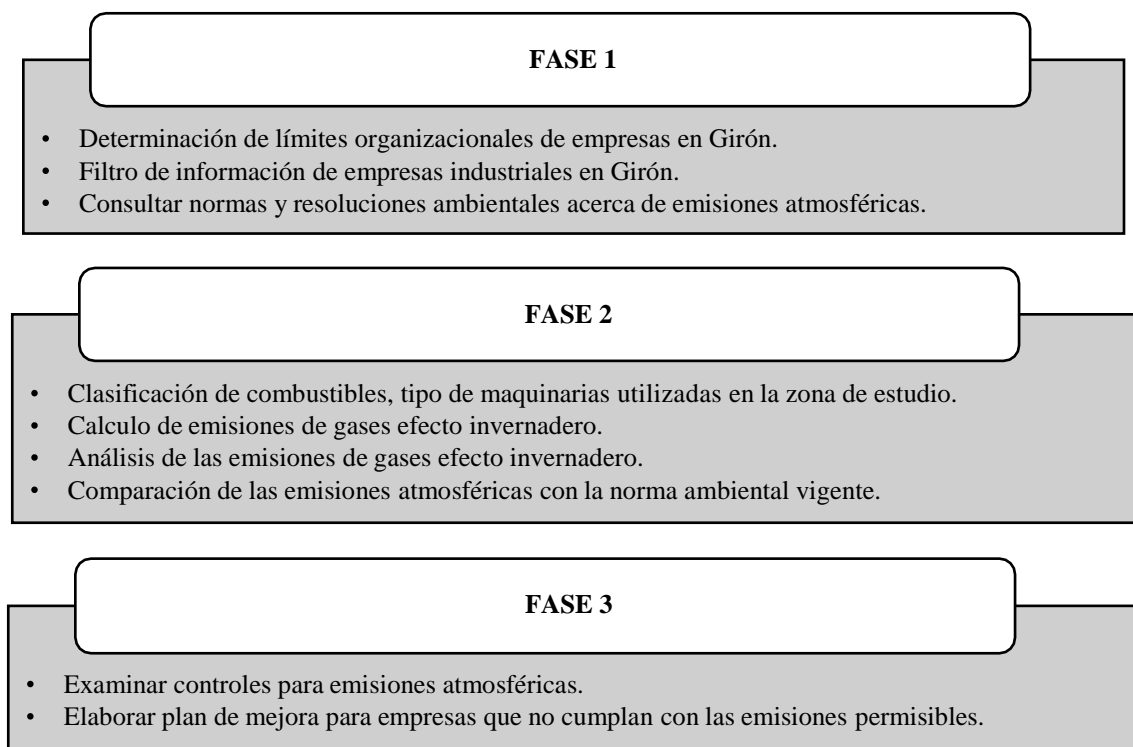 FASE 1
• Determinación de límites organizacionales de empresas en Girón.
• Filtro de información de empresas industriales en Girón.
• Consultar normas y resoluciones ambientales acerca de emisiones atmosféricas.
FASE 2
• Clasificación de combustibles, tipo de maquinarias utilizadas en la zona de estudio.
• Calculo de emisiones de gases efecto invernadero.
• Análisis de las emisiones de gases efecto invernadero.
• Comparación de las emisiones atmosféricas con la norma ambiental vigente.
FASE 3
• Examinar controles para emisiones atmosféricas.
• Elaborar plan de mejora para empresas que no cumplan con las emisiones permisibles.